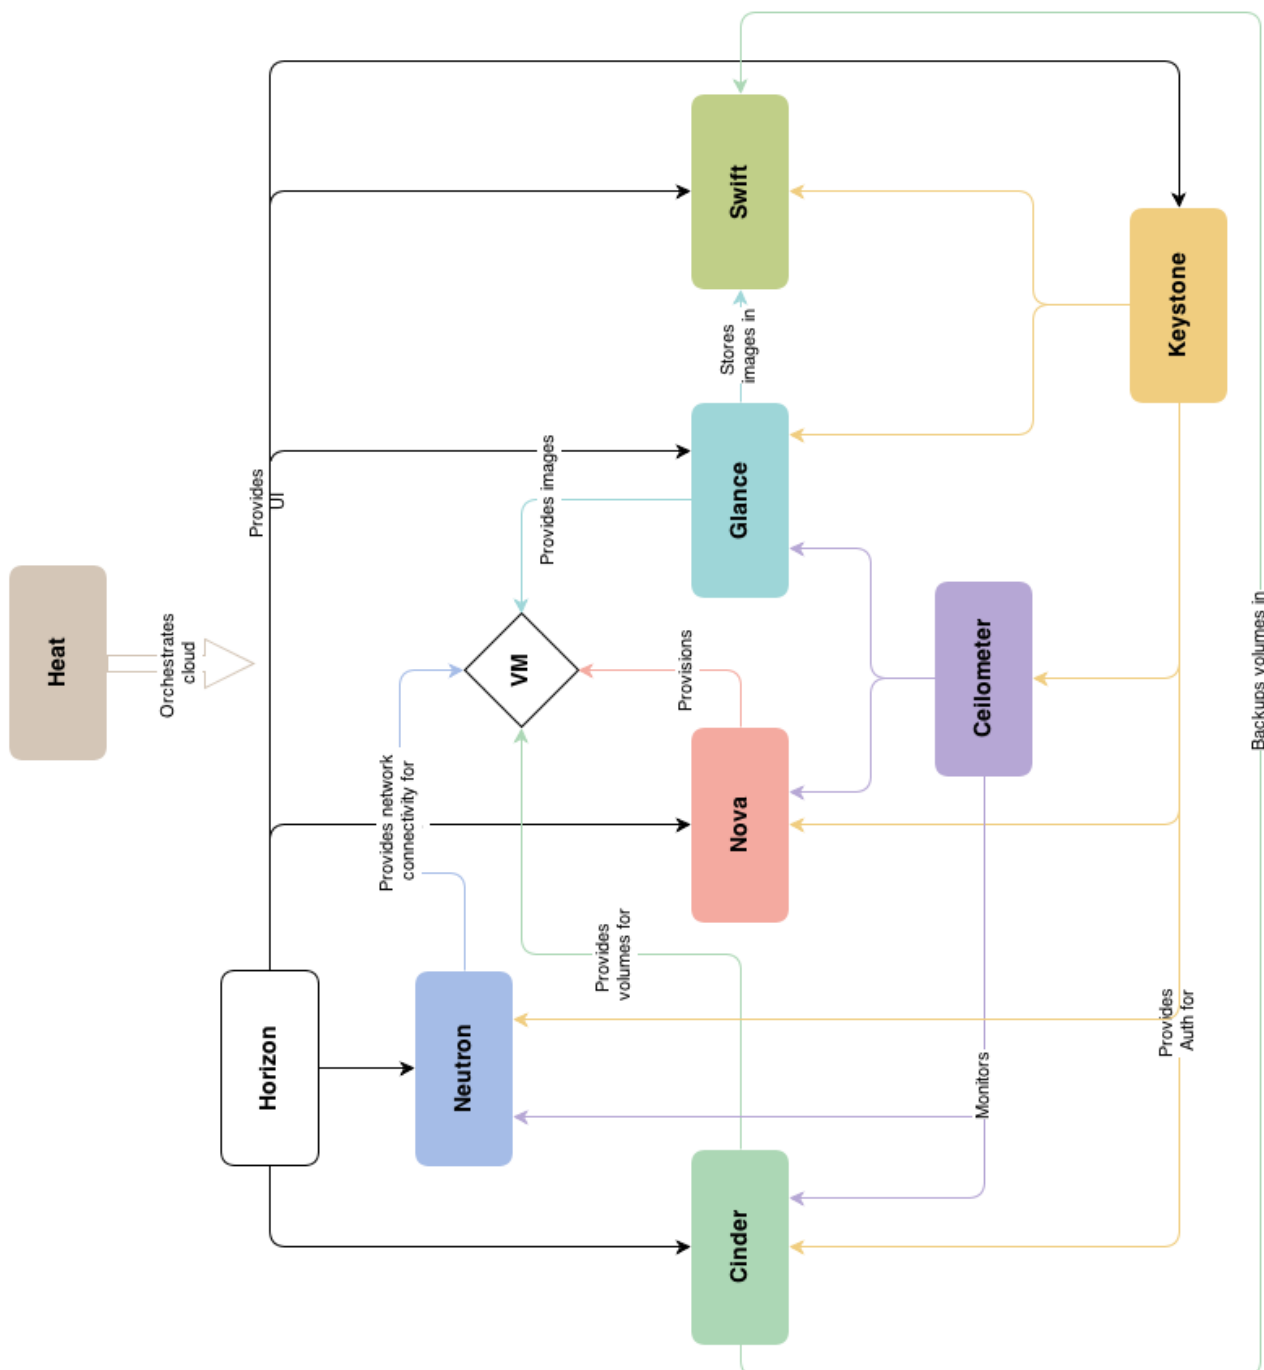 Heat
Orchestrates
cloud
Provides
UI
Horizon
Provides network
connectivity for
Neutron
VM
Provides images
Provisions
Provides
volumes for
Cinder
Nova
Glance
Stores
images in
Swift
Ceilometer
Monitors
Keystone
Provides
Auth for
Backups volumes in